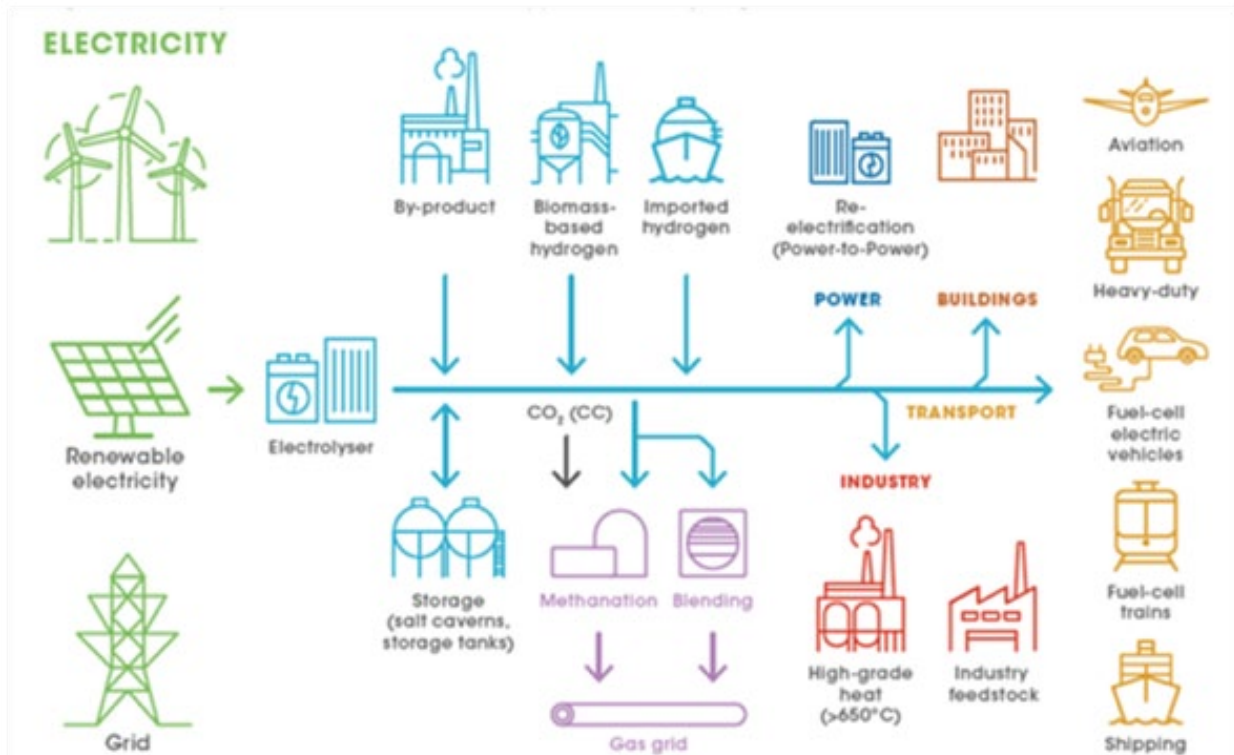 ELECTRICITY
Renewable
electricity
Grid
Electrolyser
By-product
Biomass-
based
hydrogen
Imported
hydrogen
Re-
electrification
(Power-to-Power)
POWER
BUILDINGS
TRANSPORT
INDUSTRY
CO₂ (CC)
Storage
(salt caverns,
storage tanks)
Methanation
Blending
Gas grid
High-grade
heat
(>650°C)
Industry
feedstock
Aviation
Heavy-duty
Fuel-cell
electric
vehicles
Fuel-cell
trains
Shipping